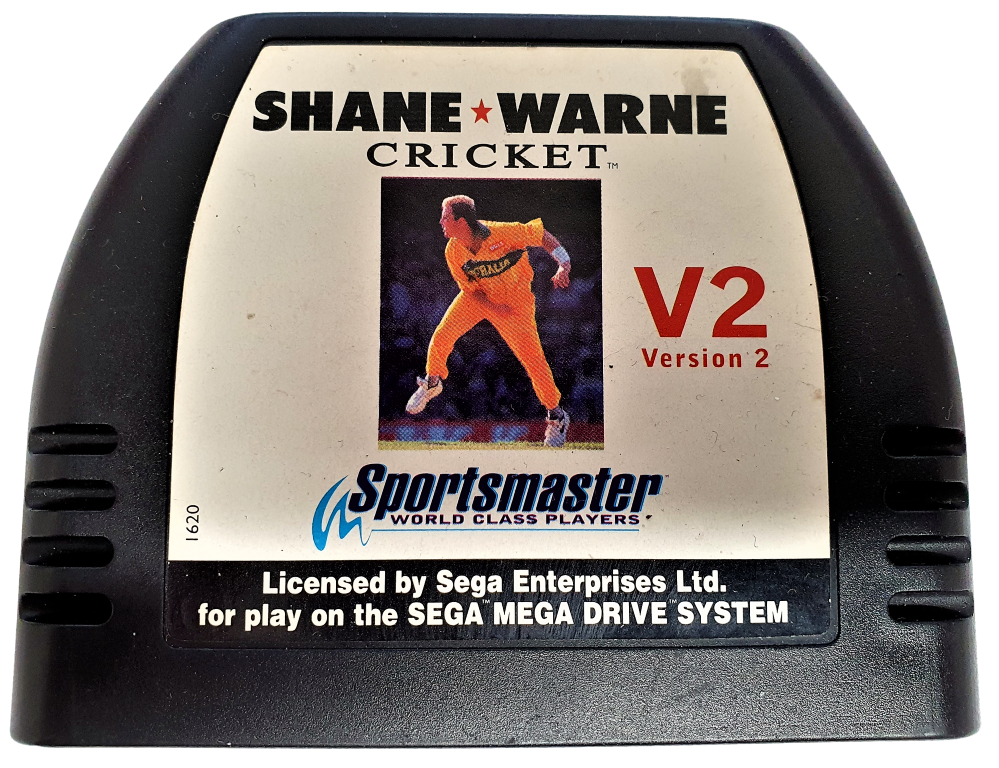 SHANE★WARNE
CRICKET™
V2
Version 2
Sportsmaster
WORLD CLASS PLAYERS
1620
Licensed by Sega Enterprises Ltd.
for play on the SEGA™ MEGA DRIVE™ SYSTEM